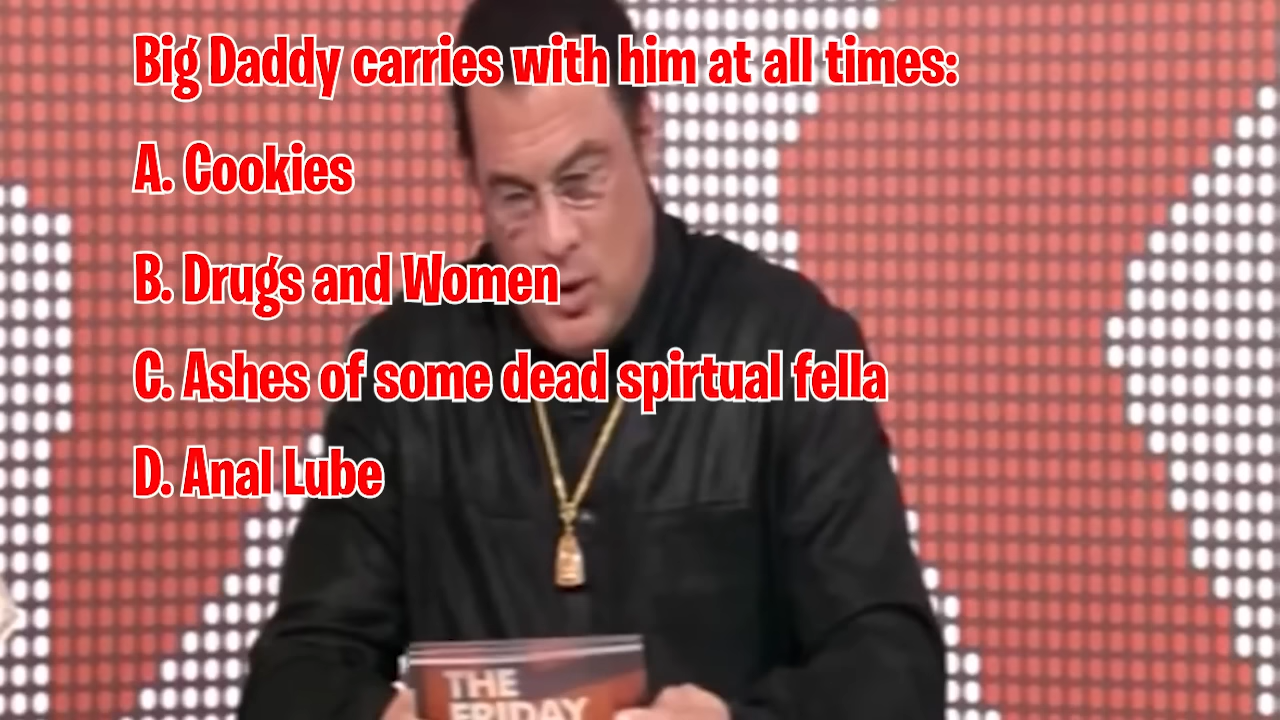 Big Daddy carries with him at all times:
A. Cookies
B. Drugs and Women
C. Ashes of some dead spirtual fella
D. Anal Lube
THE
FRIDAY